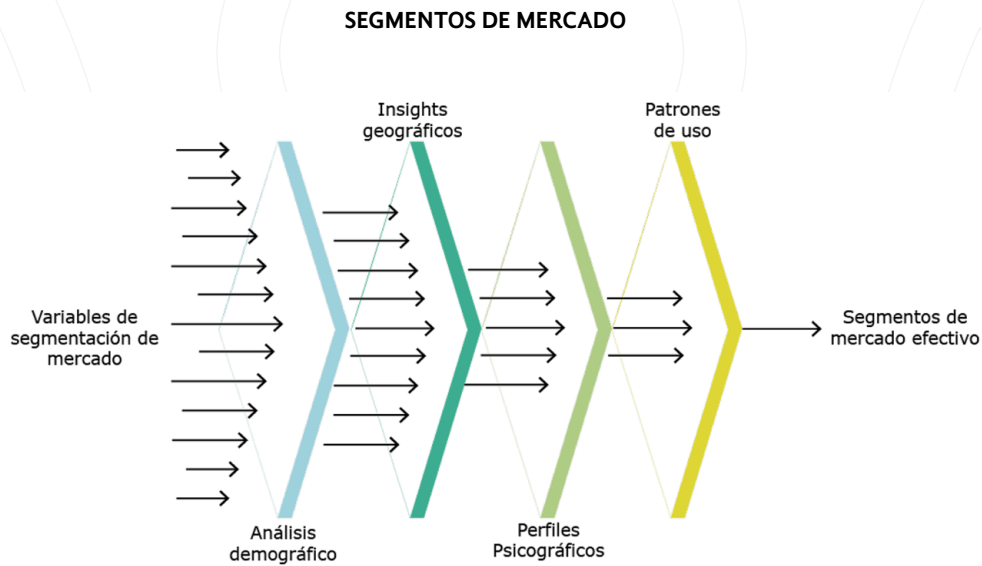 SEGMENTOS DE MERCADO
Insights
geográficos
Patrones
de uso
Variables de
segmentación de
mercado
Segmentos de
mercado efectivo
Análisis
demográfico
Perfiles
Psicográficos